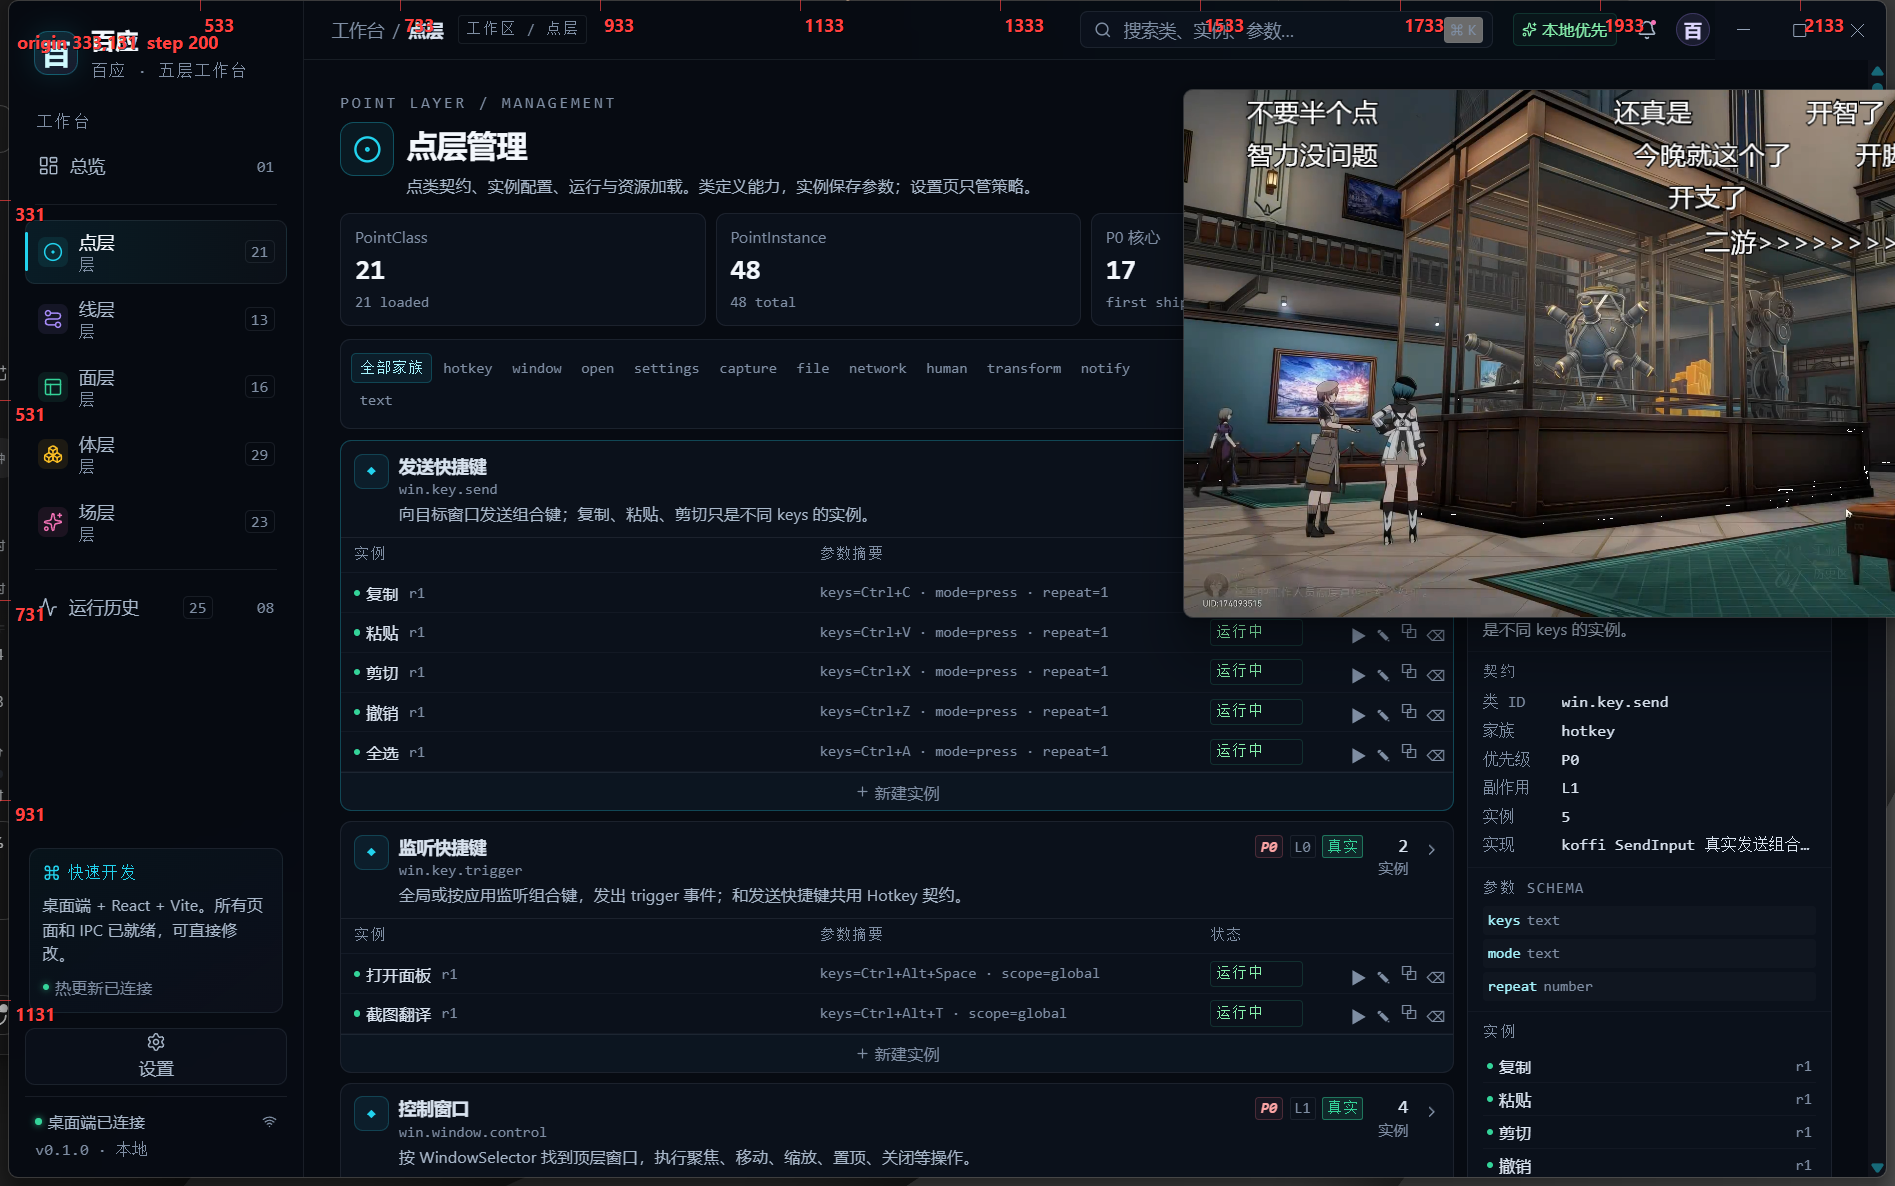 origin 333,131 step 200
533
733
933
1133
1333
1533
1733
1933
2133
331
531
731
931
1131
百
百应
百应 · 五层工作台
工作台 / 点层
工作区 / 点层
搜索类、实例、参数...
⌘ K
本地优先
百
工作台
总览 01
点层
层
21
线层
层
13
面层
层
16
体层
层
29
场层
层
23
运行历史 25 08
快速开发
桌面端 + React + Vite。所有页
面和 IPC 已就绪，可直接修
改。
热更新已连接
设置
桌面端已连接
v0.1.0 · 本地
POINT LAYER / MANAGEMENT
点层管理
点类契约、实例配置、运行与资源加载。类定义能力，实例保存参数；设置页只管策略。
PointClass
21
21 loaded
PointInstance
48
48 total
P0 核心
17
first ship
全部家族 hotkey window open settings capture file network human transform notify
text
发送快捷键
win.key.send
向目标窗口发送组合键；复制、粘贴、剪切只是不同 keys 的实例。
实例 参数摘要
复制 r1 keys=Ctrl+C · mode=press · repeat=1
粘贴 r1 keys=Ctrl+V · mode=press · repeat=1 运行中
剪切 r1 keys=Ctrl+X · mode=press · repeat=1 运行中
撤销 r1 keys=Ctrl+Z · mode=press · repeat=1 运行中
全选 r1 keys=Ctrl+A · mode=press · repeat=1 运行中
+ 新建实例
监听快捷键
win.key.trigger
全局或按应用监听组合键，发出 trigger 事件；和发送快捷键共用 Hotkey 契约。
P0 L0 真实 2
实例
实例 参数摘要 状态
打开面板 r1 keys=Ctrl+Alt+Space · scope=global 运行中
截图翻译 r1 keys=Ctrl+Alt+T · scope=global 运行中
+ 新建实例
控制窗口
win.window.control
按 WindowSelector 找到顶层窗口，执行聚焦、移动、缩放、置顶、关闭等操作。
P0 L1 真实 4
实例
不要半个点
还真是
开智了
智力没问题
今晚就这个了
开支了
二游>>>>>>>>
UID:174093515
是不同 keys 的实例。
契约
类 ID win.key.send
家族 hotkey
优先级 P0
副作用 L1
实例 5
实现 koffi SendInput 真实发送组合…
参数 SCHEMA
keys text
mode text
repeat number
实例
复制 r1
粘贴 r1
剪切 r1
撤销 r1